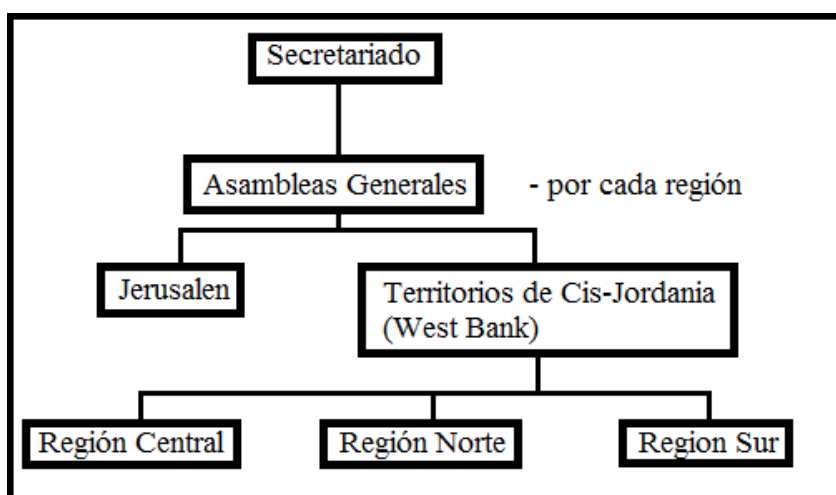 Secretariado
Asambleas Generales - por cada región
Jerusalen
Territorios de Cis-Jordania
(West Bank)
Región Central
Región Norte
Region Sur